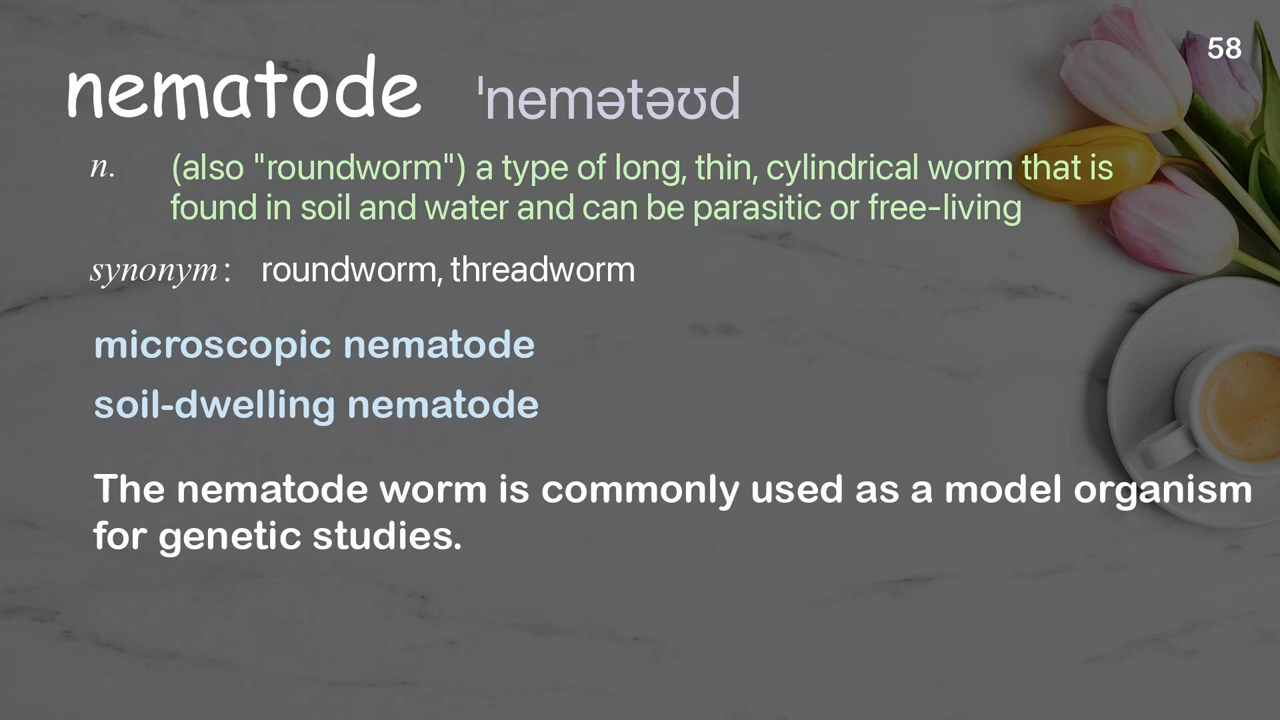 58
nematode ˈnemətəʊd
n. (also "roundworm") a type of long, thin, cylindrical worm that is
found in soil and water and can be parasitic or free-living
synonym: roundworm, threadworm
microscopic nematode
soil-dwelling nematode
The nematode worm is commonly used as a model organism
for genetic studies.